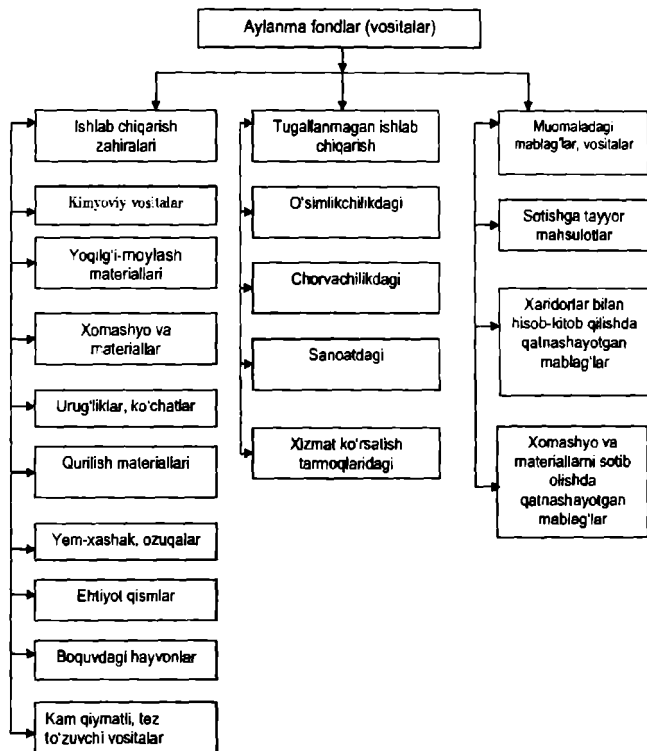 Aylanma fondlar (vositalar)
Ishlab chiqarish
zahiralari
Kimyoviy vositalar
Yoqilg'i-moylash
materiallari
Xomashyo va
materiallar
Urug'liklar, ko'chatlar
Qurilish materiallari
Yem-xashak, ozuqalar
Ehtiyot qismlar
Boquvdagi hayvonlar
Kam qiymatli, tez
to'zuvchi vositalar
Tugallanmagan ishlab
chiqarish
O'simlikchilikdagi
Chorvachilikdagi
Sanoatdagi
Xizmat ko'rsatish
tarmoqlaridagi
Muomaladagi
mablag'lar, vositalar
Sotishga tayyor
mahsulotlar
Xaridorlar bilan
hisob-kitob qilishda
qatnashayotgan
mablag'lar
Xomashyo va
materiallarni sotib
olishda
qatnashayotgan
mablag'lar